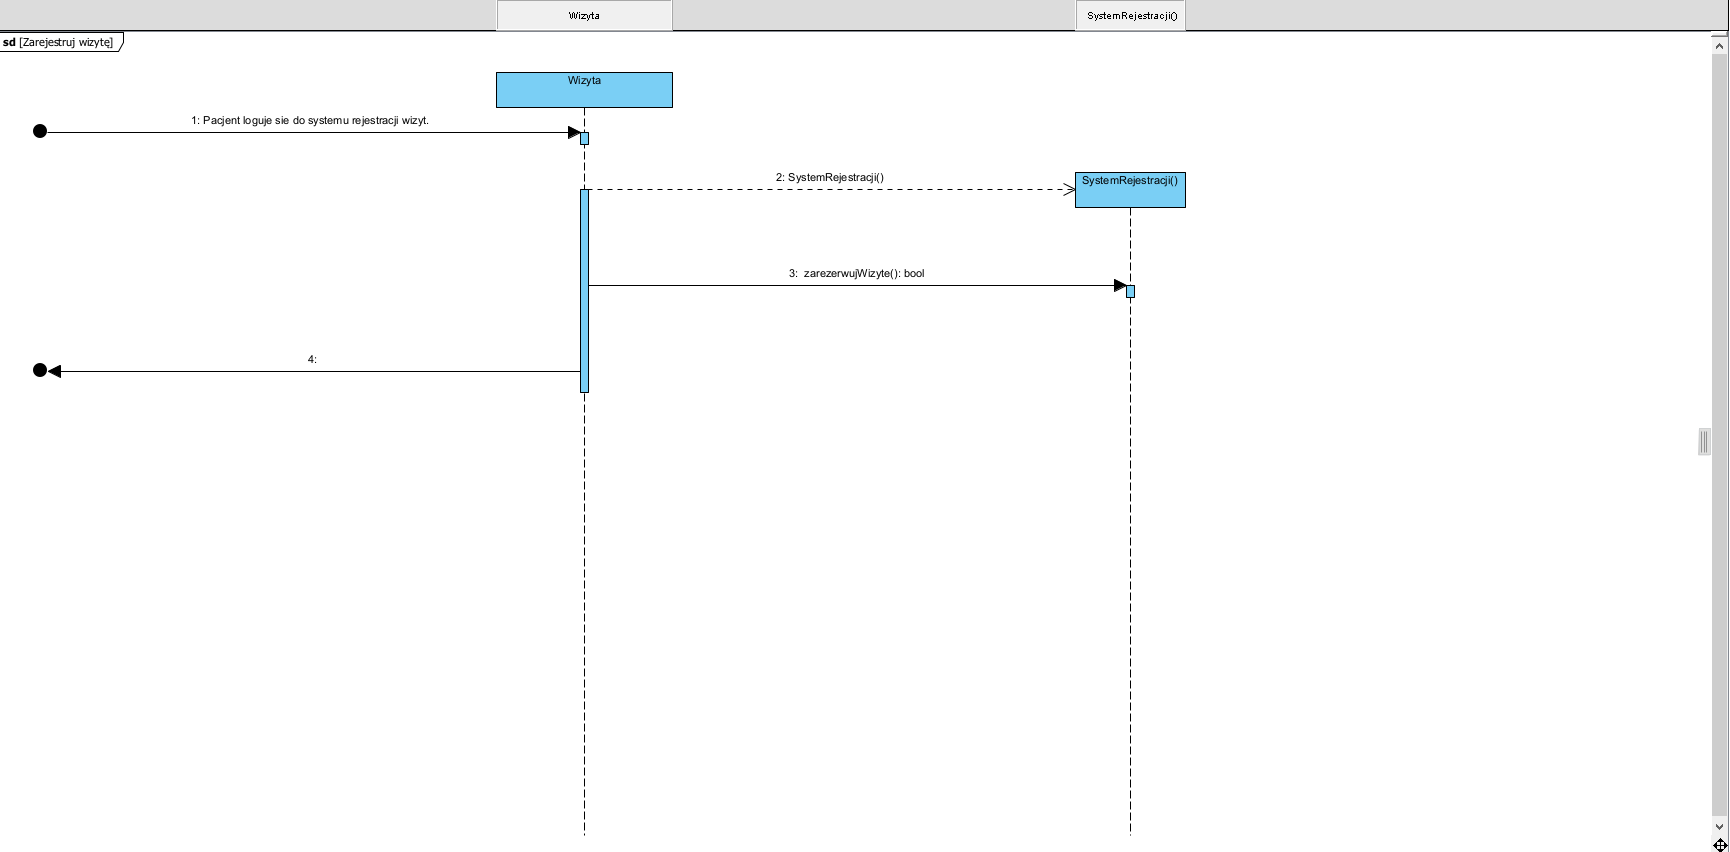 Wizyta
SystemRejestracji()
sd [Zarejestruj wizytę]
Wizyta
1: Pacjent loguje sie do systemu rejestracji wizyt.
2: SystemRejestracji()
SystemRejestracji()
3: zarezerwujWizyte(): bool
4: